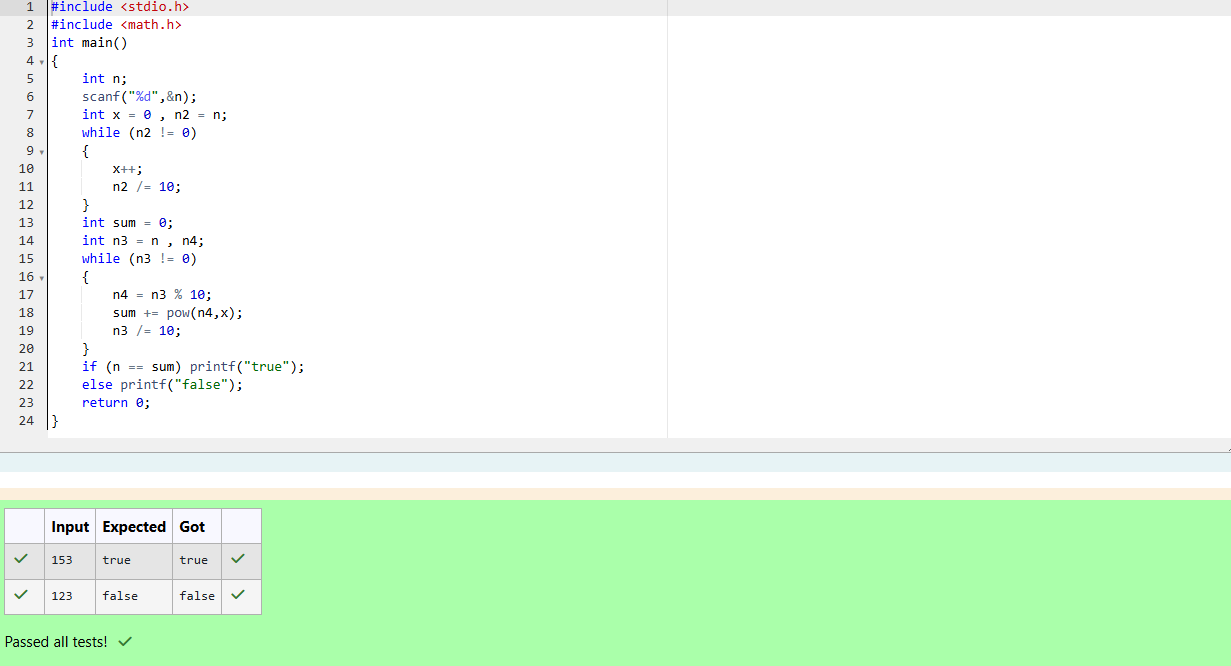 1 #include <stdio.h>
2 #include <math.h>
3 int main()
4 {
5 int n;
6 scanf("%d",&n);
7 int x = 0 , n2 = n;
8 while (n2 != 0)
9 {
10 x++;
11 n2 /= 10;
12 }
13 int sum = 0;
14 int n3 = n , n4;
15 while (n3 != 0)
16 {
17 n4 = n3 % 10;
18 sum += pow(n4,x);
19 n3 /= 10;
20 }
21 if (n == sum) printf("true");
22 else printf("false");
23 return 0;
24 }
Input Expected Got
153 true true
123 false false
Passed all tests!